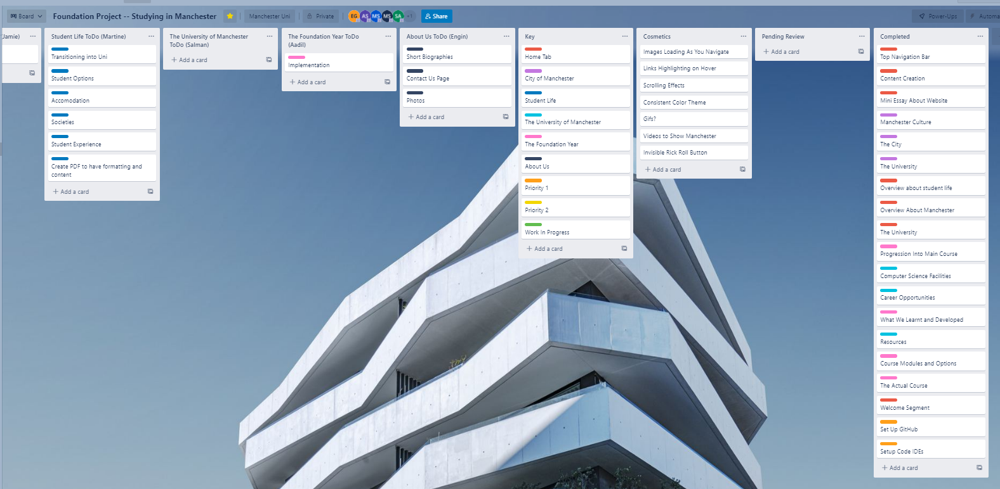 Board
Foundation Project -- Studying in Manchester
Manchester Uni
Private
EG
AS
MS
MS
SA
+1
Share
Power-Ups
Automa
Jamie)
Student Life ToDo (Martine)
Transitioning into Uni
Student Options
Accomodation
Societies
Student Experience
Create PDF to have formatting and
content
+ Add a card
The University of Manchester
ToDo (Salman)
+ Add a card
The Foundation Year ToDo
(Aadil)
Implementation
+ Add a card
About Us ToDo (Engin)
Short Biographies
Contact Us Page
Photos
+ Add a card
Key
Home Tab
City of Manchester
Student Life
The University of Manchester
The Foundation Year
About Us
Priority 1
Priority 2
Work In Progress
+ Add a card
Cosmetics
Images Loading As You Navigate
Links Highlighting on Hover
Scrolling Effects
Consistent Color Theme
Gifs?
Videos to Show Manchester
Invisible Rick Roll Button
+ Add a card
Pending Review
+ Add a card
Completed
Top Navigation Bar
Content Creation
Mini Essay About Website
Manchester Culture
The City
The University
Overview about student life
Overview About Manchester
The University
Progression Into Main Course
Computer Science Facilities
Career Opportunities
What We Learnt and Developed
Resources
Course Modules and Options
The Actual Course
Welcome Segment
Set Up GitHub
Setup Code IDEs
+ Add a card